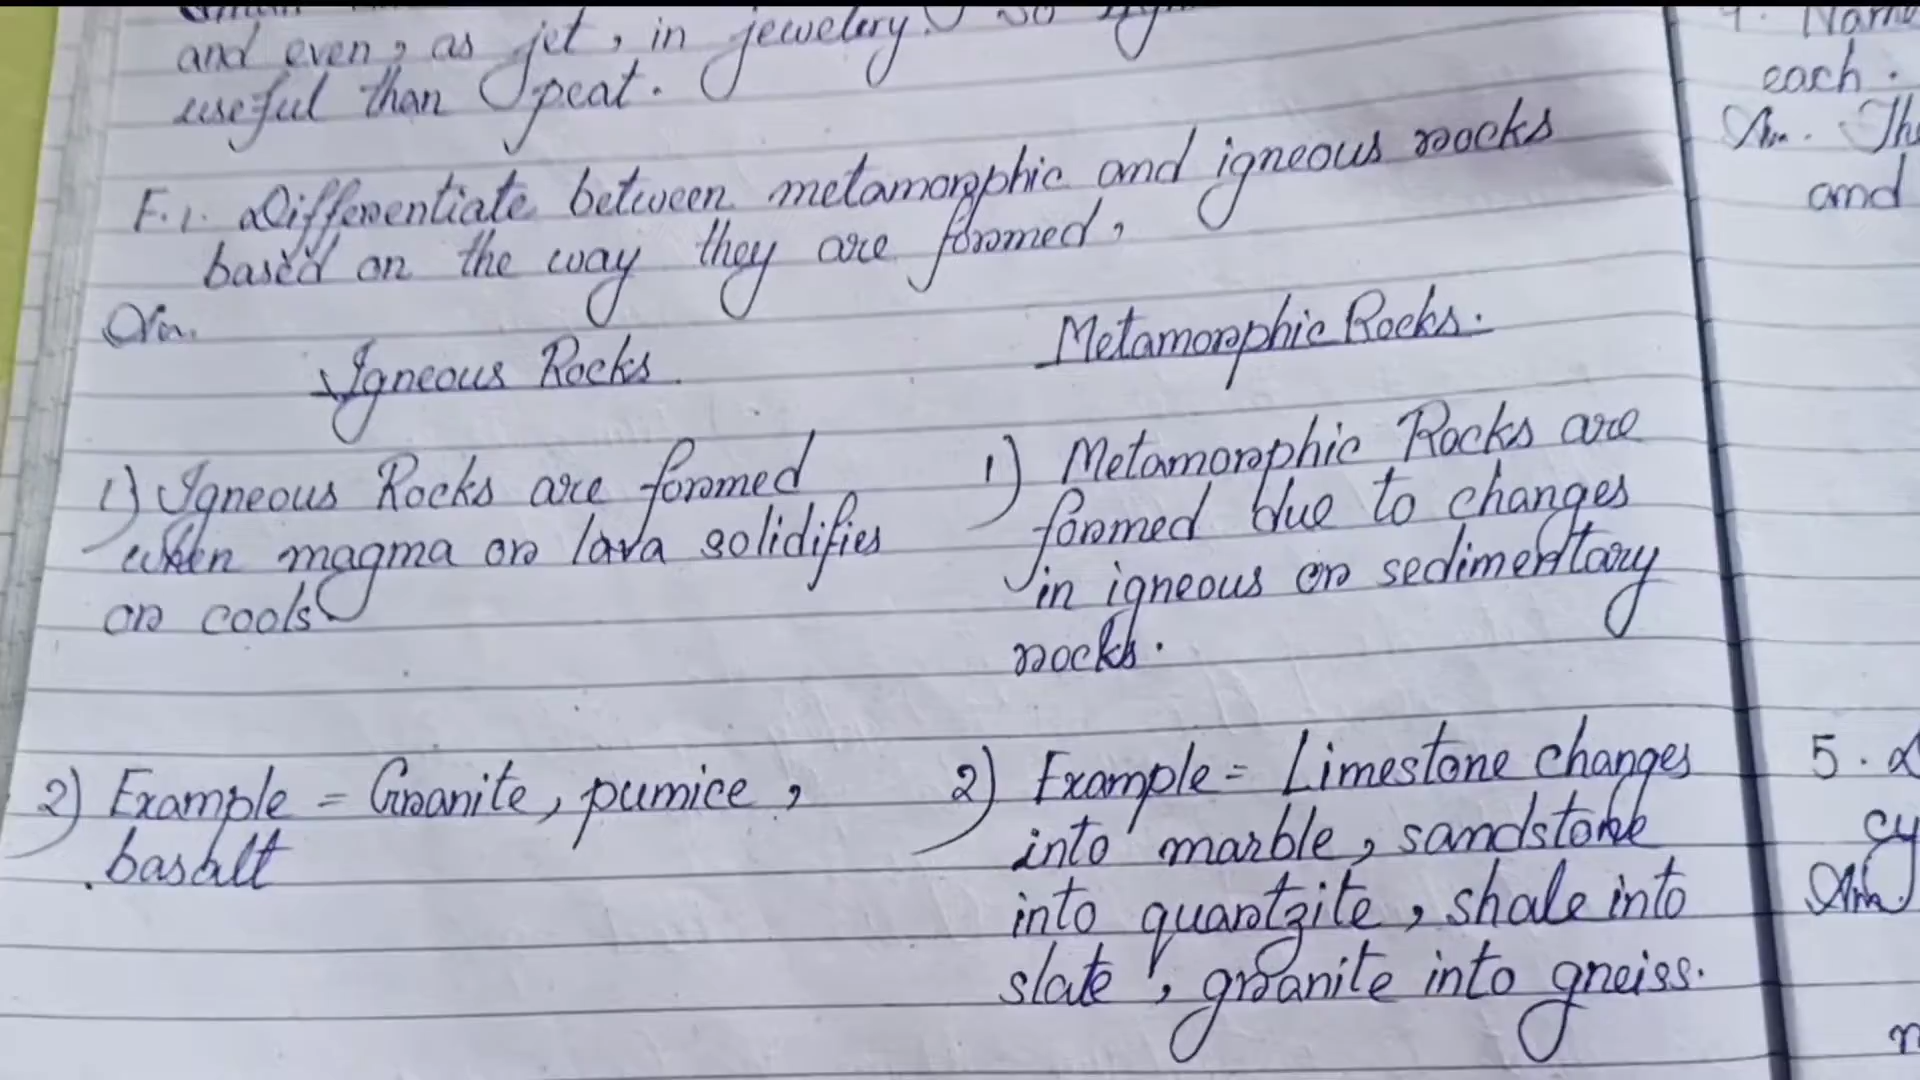 and even, as jet, in jewelery. So
useful than peat.
F.1. Differentiate between metamorphic and igneous rocks
based on the way they are formed,
Ans.
Igneous Rocks.
1) Igneous Rocks are formed
when magma or lava solidifies
or cools
2) Example = Granite, pumice,
basalt
Metamorphic Rocks.
1) Metamorphic Rocks are
formed due to changes
in igneous or sedimentary
rocks.
2) Example = Limestone changes
into marble, sandstone
into quartzite, shale into
slate, granite into gneiss.
each.
Ans. Th
and
5.
cy
Ans.